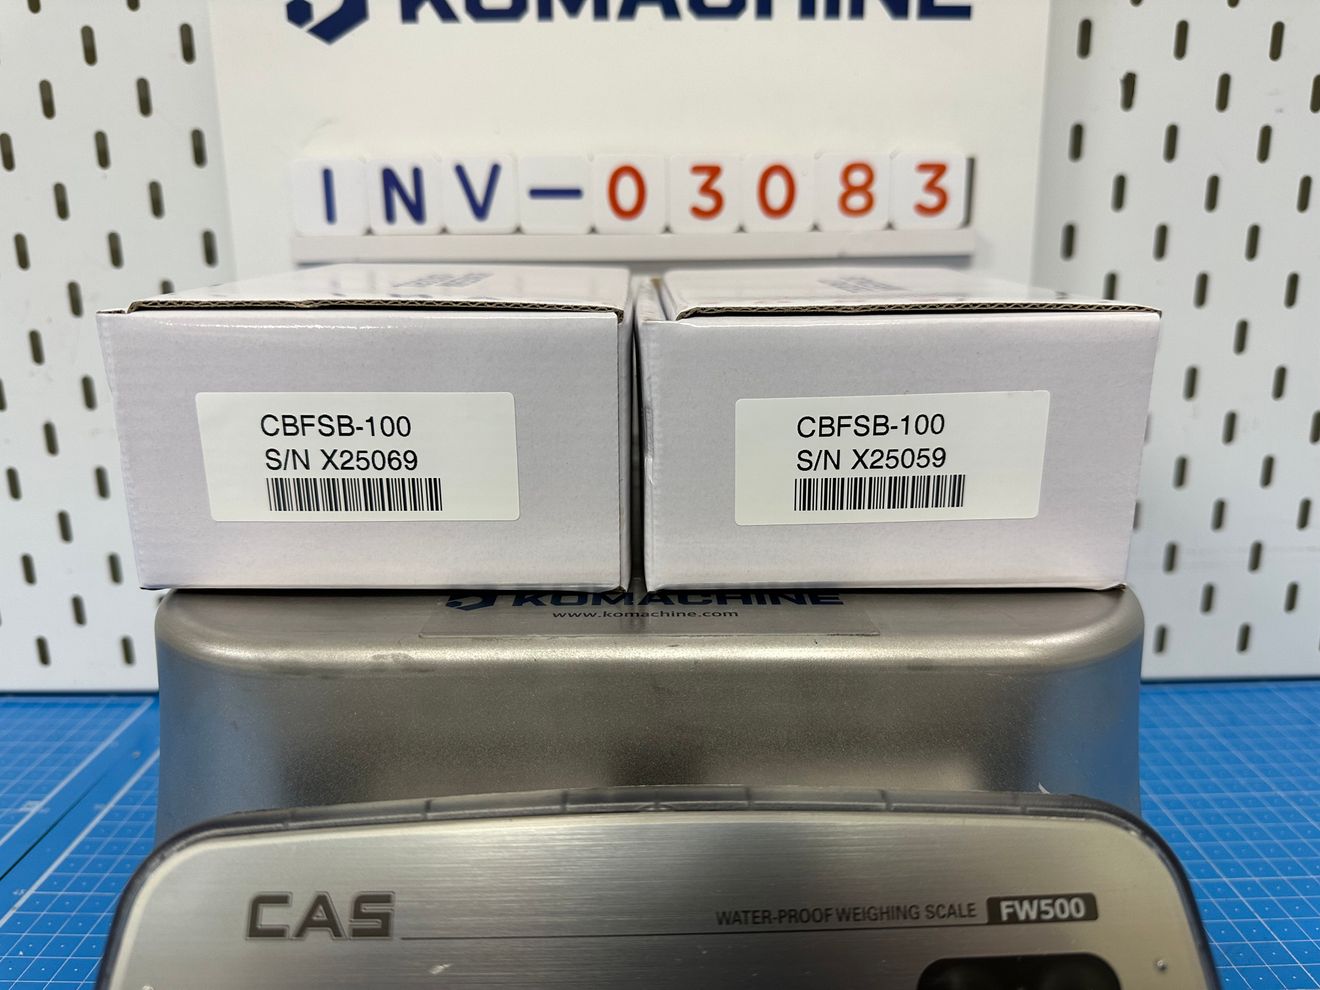 KOMACHINE
INV-03083
CBFSB-100
S/N X25069
CBFSB-100
S/N X25059
KOMACHINE
www.komachine.com
CAS
WATER-PROOF WEIGHING SCALE FW500